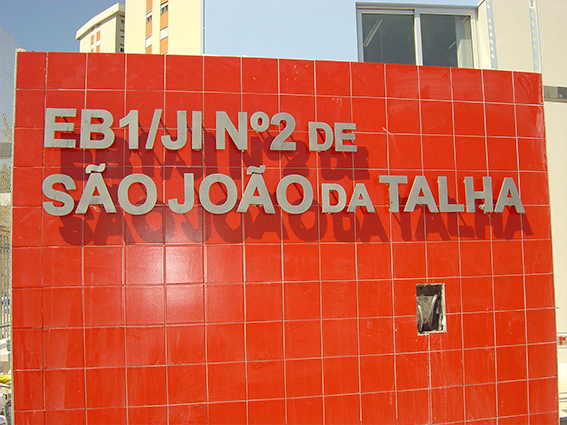 EB1/JI Nº2 DE
SÃO JOÃO DA TALHA